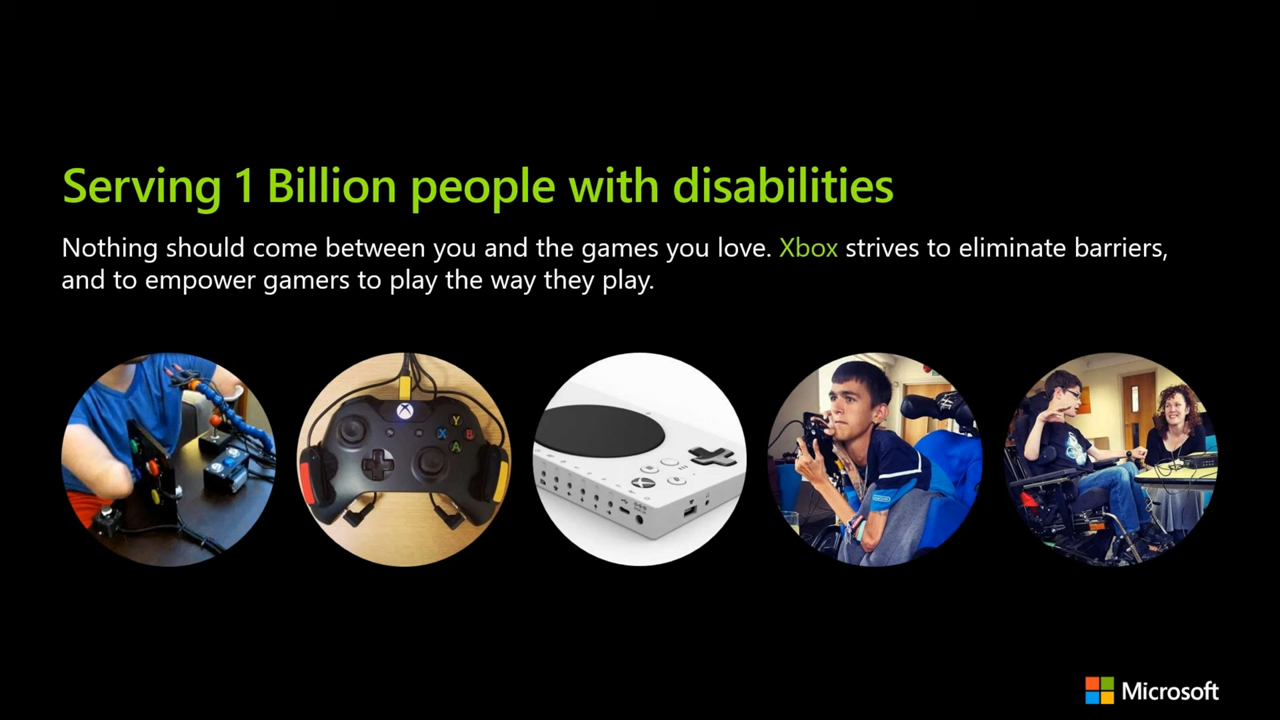 Serving 1 Billion people with disabilities
Nothing should come between you and the games you love. Xbox strives to eliminate barriers,
and to empower gamers to play the way they play.
Y
X B
A
Microsoft